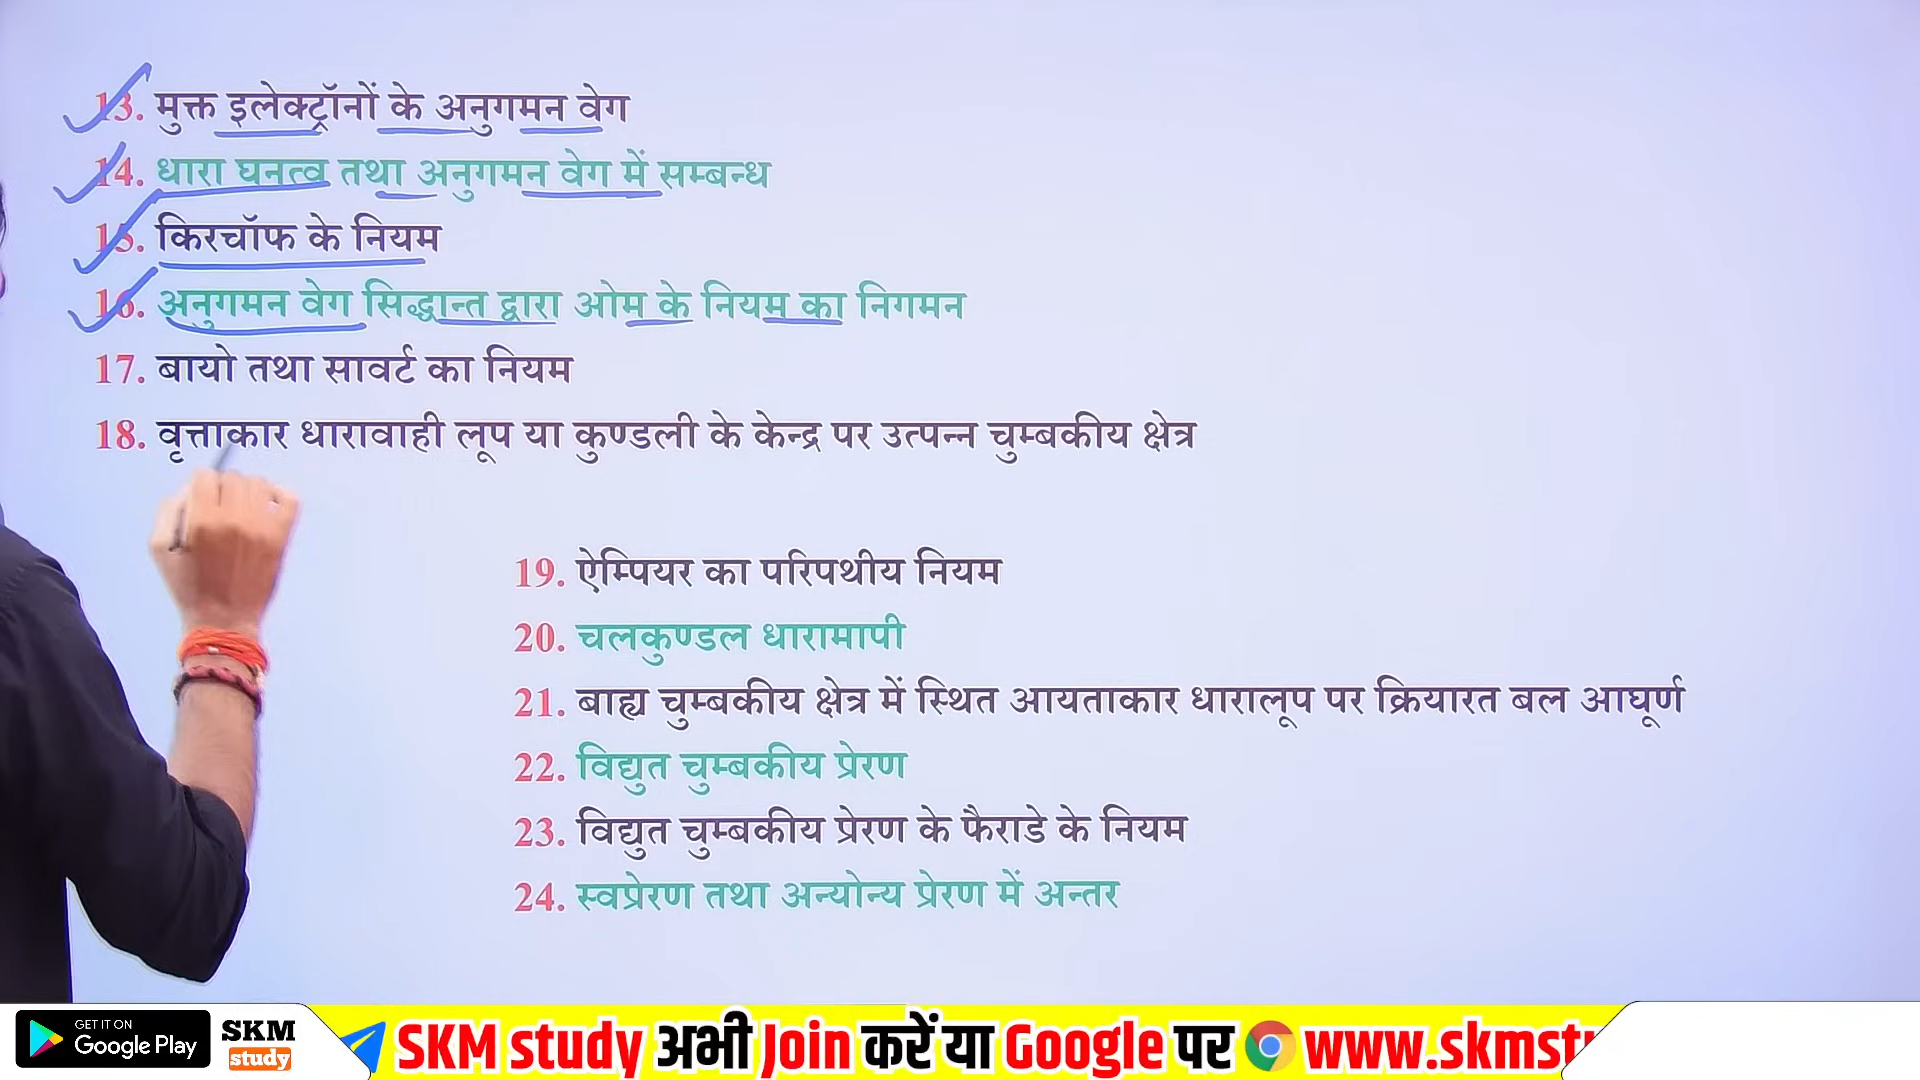 13. मुक्त इलेक्ट्रॉनों के अनुगमन वेग
14. धारा घनत्व तथा अनुगमन वेग में सम्बन्ध
15. किरचॉफ के नियम
16. अनुगमन वेग सिद्धान्त द्वारा ओम के नियम का निगमन
17. बायो तथा सावर्ट का नियम
18. वृत्ताकार धारावाही लूप या कुण्डली के केन्द्र पर उत्पन्न चुम्बकीय क्षेत्र
19. ऐम्पियर का परिपथीय नियम
20. चलकुण्डल धारामापी
21. बाह्य चुम्बकीय क्षेत्र में स्थित आयताकार धारालूप पर क्रियारत बल आघूर्ण
22. विद्युत चुम्बकीय प्रेरण
23. विद्युत चुम्बकीय प्रेरण के फैराडे के नियम
24. स्वप्रेरण तथा अन्योन्य प्रेरण में अन्तर
GET IT ON
Google Play
SKM
study
SKM study अभी Join करें या Google पर www.skmst